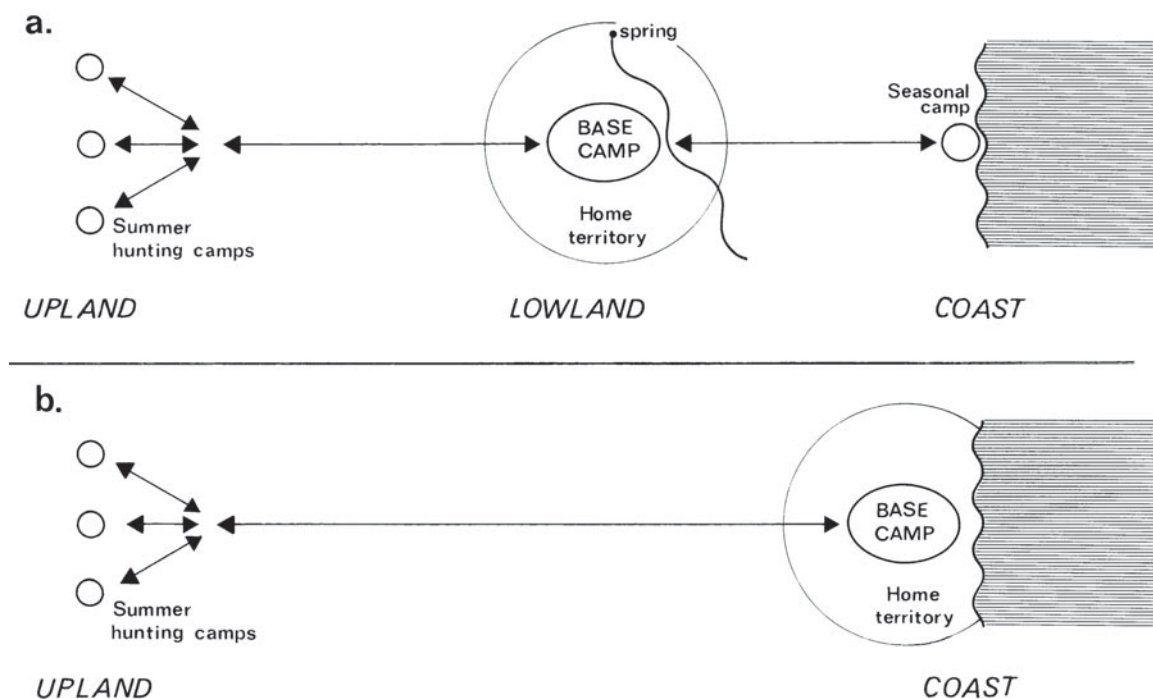 a.
spring
Seasonal
camp
BASE
CAMP
Home
territory
Summer
hunting camps
UPLAND
LOWLAND
COAST
b.
BASE
CAMP
Summer
hunting camps
Home
territory
UPLAND
COAST